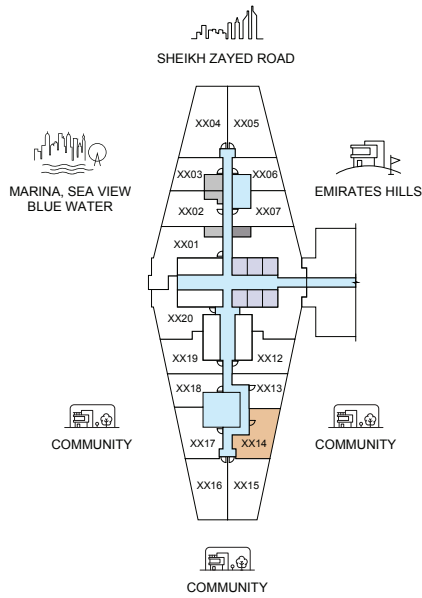 SHEIKH ZAYED ROAD
XX04
XX05
MARINA, SEA VIEW
BLUE WATER
EMIRATES HILLS
XX03
XX06
XX02
XX07
XX01
XX20
XX19
XX12
XX18
XX13
COMMUNITY
COMMUNITY
XX17
XX14
XX16
XX15
COMMUNITY